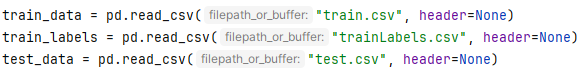 train_data = pd.read_csv( filepath_or_buffer: "train.csv", header=None)
train_labels = pd.read_csv( filepath_or_buffer: "trainLabels.csv", header=None)
test_data = pd.read_csv( filepath_or_buffer: "test.csv", header=None)